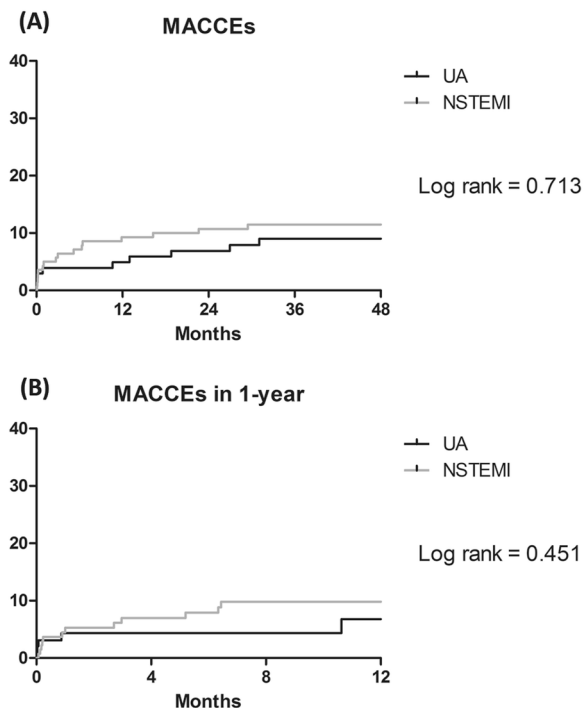 (A)
MACCEs
40
30
20
10
0
0 12 24 36 48
Months
UA
NSTEMI
Log rank = 0.713
(B)
MACCEs in 1-year
40
30
20
10
0
0 4 8 12
Months
UA
NSTEMI
Log rank = 0.451